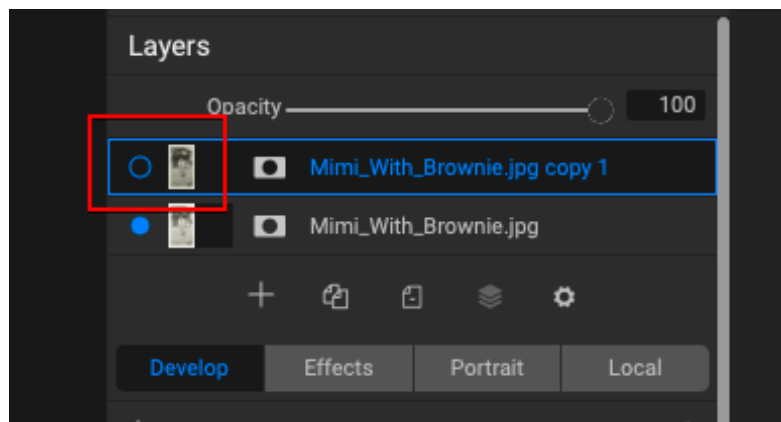 Layers
Opacity 100
Mimi_With_Brownie.jpg copy 1
Mimi_With_Brownie.jpg
Develop Effects Portrait Local